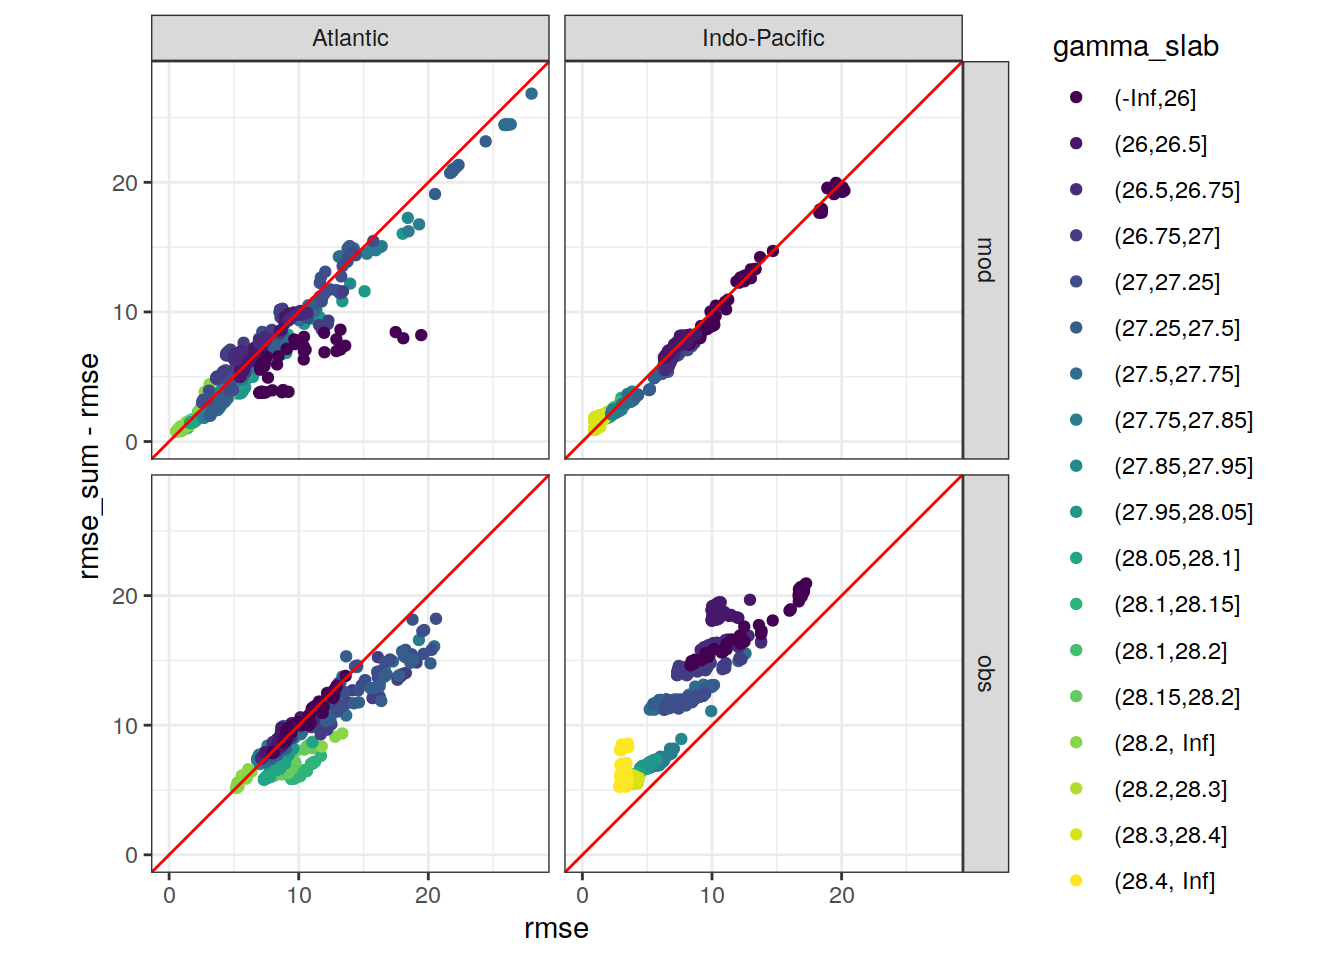 Atlantic
Indo-Pacific
mod
obs
20
10
0
20
10
0
0
10
20
0
10
20
rmse
rmse_sum - rmse
gamma_slab
(-Inf,26]
(26,26.5]
(26.5,26.75]
(26.75,27]
(27,27.25]
(27.25,27.5]
(27.5,27.75]
(27.75,27.85]
(27.85,27.95]
(27.95,28.05]
(28.05,28.1]
(28.1,28.15]
(28.1,28.2]
(28.15,28.2]
(28.2, Inf]
(28.2,28.3]
(28.3,28.4]
(28.4, Inf]